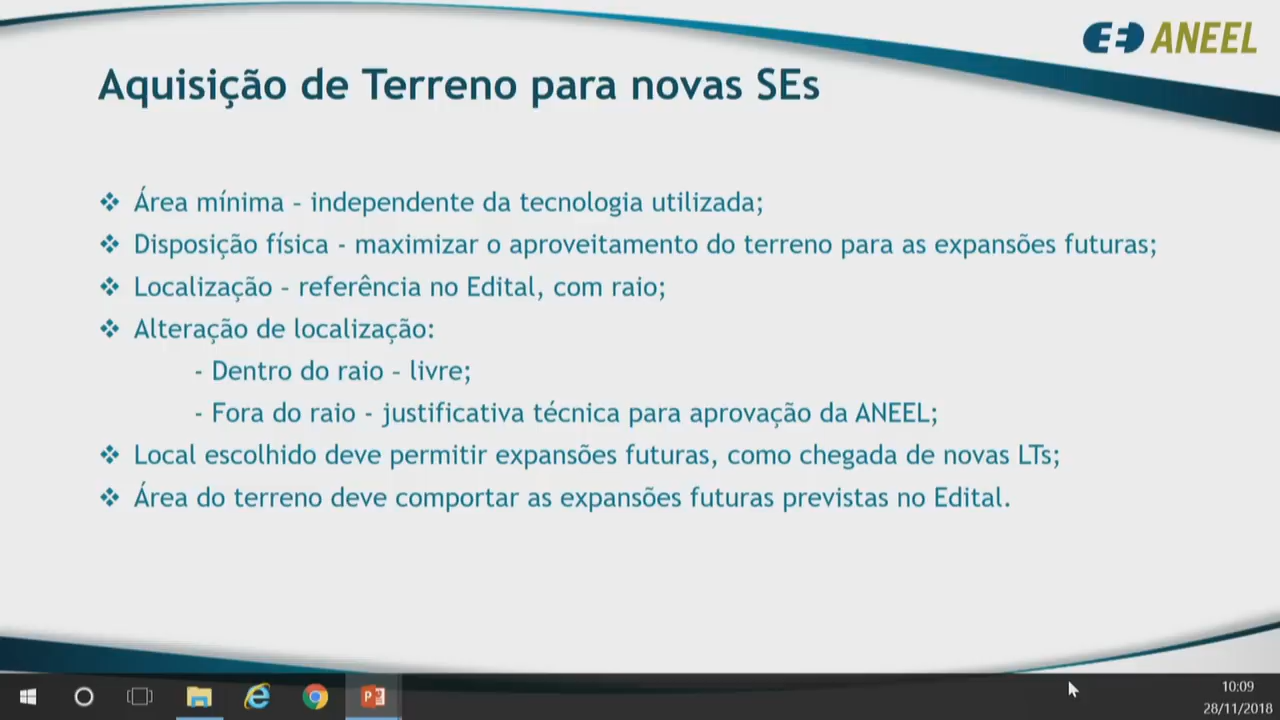 ANEEL
Aquisição de Terreno para novas SEs
❖ Área mínima – independente da tecnologia utilizada;
❖ Disposição física - maximizar o aproveitamento do terreno para as expansões futuras;
❖ Localização – referência no Edital, com raio;
❖ Alteração de localização:
- Dentro do raio – livre;
- Fora do raio - justificativa técnica para aprovação da ANEEL;
❖ Local escolhido deve permitir expansões futuras, como chegada de novas LTs;
❖ Área do terreno deve comportar as expansões futuras previstas no Edital.
10:09
28/11/2018